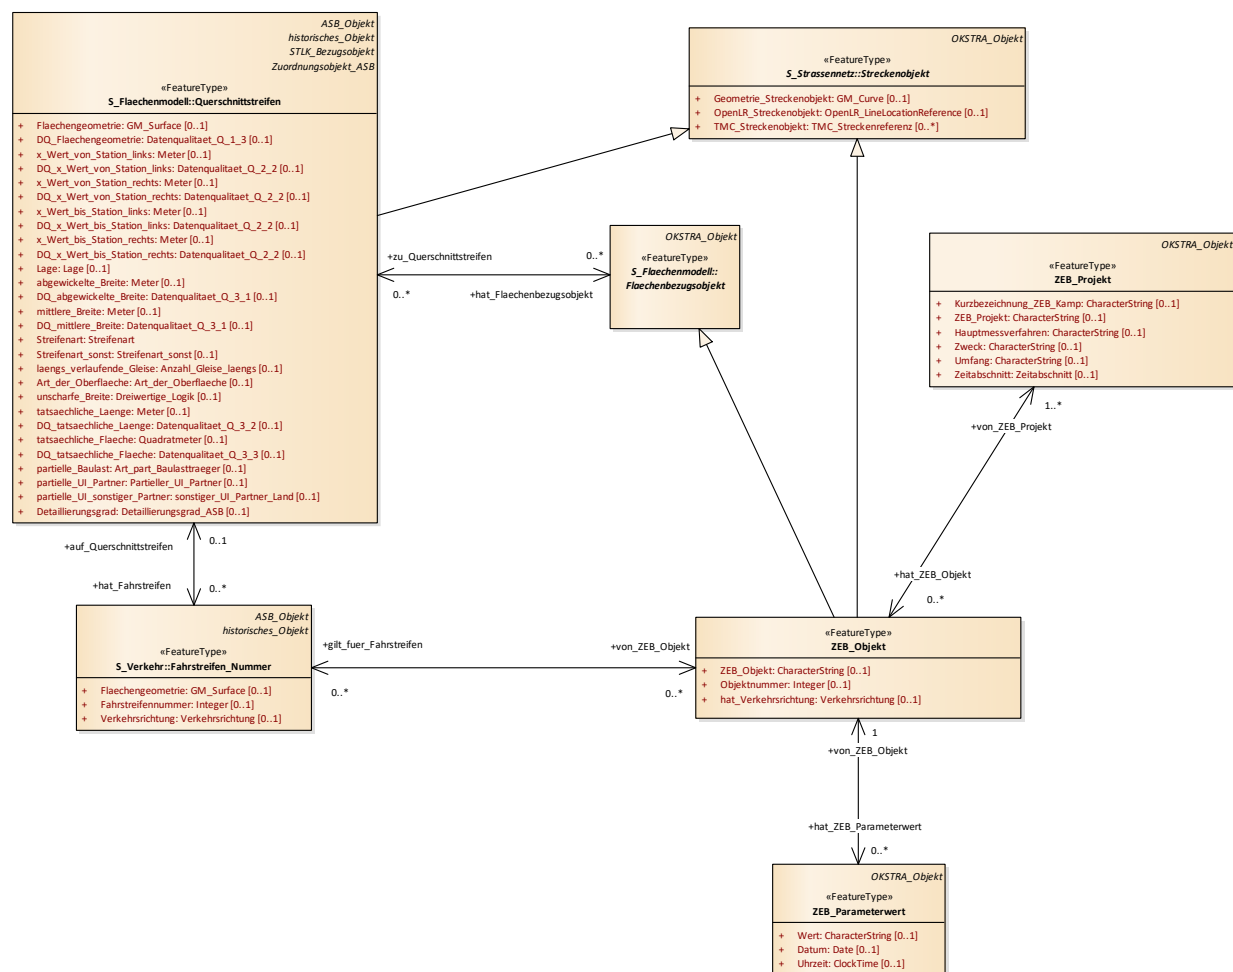 ASB_Objekt
historisches_Objekt
STLK_Bezugsobjekt
Zuordnungsobjekt_ASB
«FeatureType»
S_Flaechenmodell::Querschnittstreifen
+ Flaechengeometrie: GM_Surface [0..1]
+ DQ_Flaechengeometrie: Datenqualitaet_Q_1_3 [0..1]
+ x_Wert_von_Station_links: Meter [0..1]
+ DQ_x_Wert_von_Station_links: Datenqualitaet_Q_2_2 [0..1]
+ x_Wert_von_Station_rechts: Meter [0..1]
+ DQ_x_Wert_von_Station_rechts: Datenqualitaet_Q_2_2 [0..1]
+ x_Wert_bis_Station_links: Meter [0..1]
+ DQ_x_Wert_bis_Station_links: Datenqualitaet_Q_2_2 [0..1]
+ x_Wert_bis_Station_rechts: Meter [0..1]
+ DQ_x_Wert_bis_Station_rechts: Datenqualitaet_Q_2_2 [0..1]
+ Lage: Lage [0..1]
+ abgewickelte_Breite: Meter [0..1]
+ DQ_abgewickelte_Breite: Datenqualitaet_Q_3_1 [0..1]
+ mittlere_Breite: Meter [0..1]
+ DQ_mittlere_Breite: Datenqualitaet_Q_3_1 [0..1]
+ Streifenart: Streifenart
+ Streifenart_sonst: Streifenart_sonst [0..1]
+ laengs_verlaufende_Gleise: Anzahl_Gleise_laengs [0..1]
+ Art_der_Oberflaeche: Art_der_Oberflaeche [0..1]
+ unscharfe_Breite: Dreiwertige_Logik [0..1]
+ tatsaechliche_Laenge: Meter [0..1]
+ DQ_tatsaechliche_Laenge: Datenqualitaet_Q_3_2 [0..1]
+ tatsaechliche_Flaeche: Quadratmeter [0..1]
+ DQ_tatsaechliche_Flaeche: Datenqualitaet_Q_3_3 [0..1]
+ partielle_Baulast: Art_part_Baulasttraeger [0..1]
+ partielle_UI_Partner: Partieller_UI_Partner [0..1]
+ partielle_UI_sonstiger_Partner: sonstiger_UI_Partner_Land [0..1]
+ Detaillierungsgrad: Detaillierungsgrad_ASB [0..1]
OKSTRA_Objekt
«FeatureType»
S_Strassennetz::Streckenobjekt
+ Geometrie_Streckenobjekt: GM_Curve [0..1]
+ OpenLR_Streckenobjekt: OpenLR_LineLocationReference [0..1]
+ TMC_Streckenobjekt: TMC_Streckenreferenz [0..*]
+zu_Querschnittstreifen
0..*
0..*
+hat_Flaechenbezugsobjekt
OKSTRA_Objekt
«FeatureType»
S_Flaechenmodell::
Flaechenbezugsobjekt
OKSTRA_Objekt
«FeatureType»
ZEB_Projekt
+ Kurzbezeichnung_ZEB_Kamp: CharacterString [0..1]
+ ZEB_Projekt: CharacterString [0..1]
+ Hauptmessverfahren: CharacterString [0..1]
+ Zweck: CharacterString [0..1]
+ Umfang: CharacterString [0..1]
+ Zeitabschnitt: Zeitabschnitt [0..1]
1..*
+von_ZEB_Projekt
+hat_ZEB_Objekt
0..*
0..1
+auf_Querschnittstreifen
+hat_Fahrstreifen
0..*
ASB_Objekt
historisches_Objekt
«FeatureType»
S_Verkehr::Fahrstreifen_Nummer
+ Flaechengeometrie: GM_Surface [0..1]
+ Fahrstreifennummer: Integer [0..1]
+ Verkehrsrichtung: Verkehrsrichtung [0..1]
+gilt_fuer_Fahrstreifen
0..*
+von_ZEB_Objekt
0..*
«FeatureType»
ZEB_Objekt
+ ZEB_Objekt: CharacterString [0..1]
+ Objektnummer: Integer [0..1]
+ hat_Verkehrsrichtung: Verkehrsrichtung [0..1]
1
+von_ZEB_Objekt
+hat_ZEB_Parameterwert
0..*
OKSTRA_Objekt
«FeatureType»
ZEB_Parameterwert
+ Wert: CharacterString [0..1]
+ Datum: Date [0..1]
+ Uhrzeit: ClockTime [0..1]